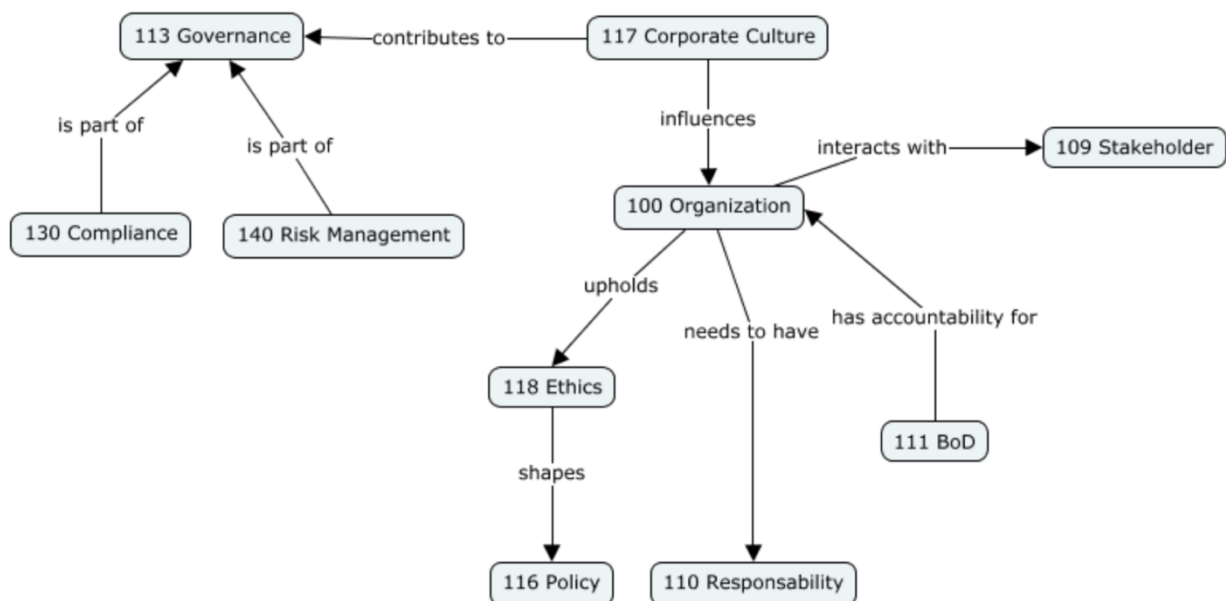 113 Governance
contributes to
117 Corporate Culture
is part of
is part of
influences
interacts with
109 Stakeholder
130 Compliance
140 Risk Management
100 Organization
upholds
needs to have
has accountability for
118 Ethics
111 BoD
shapes
116 Policy
110 Responsability